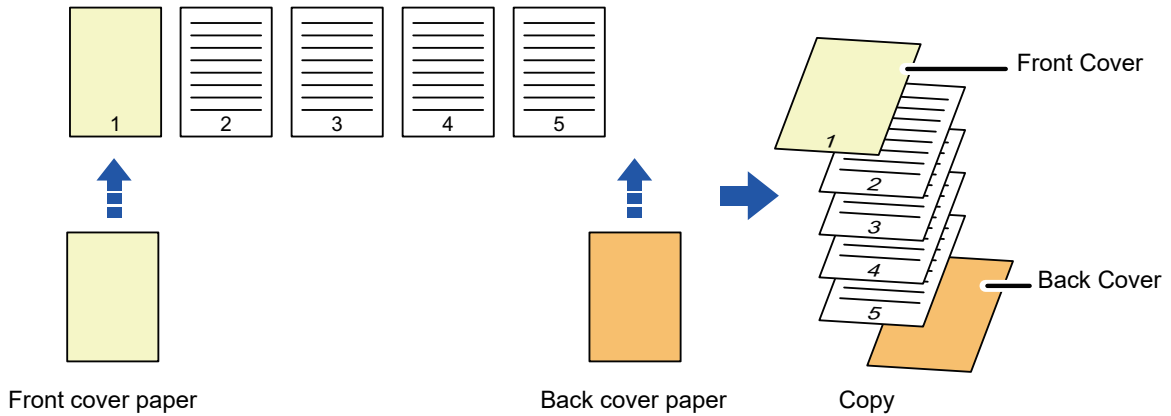 1 2 3 4 5
Front cover paper
Back cover paper
Front Cover
1
2
3
4
5
Back Cover
Copy